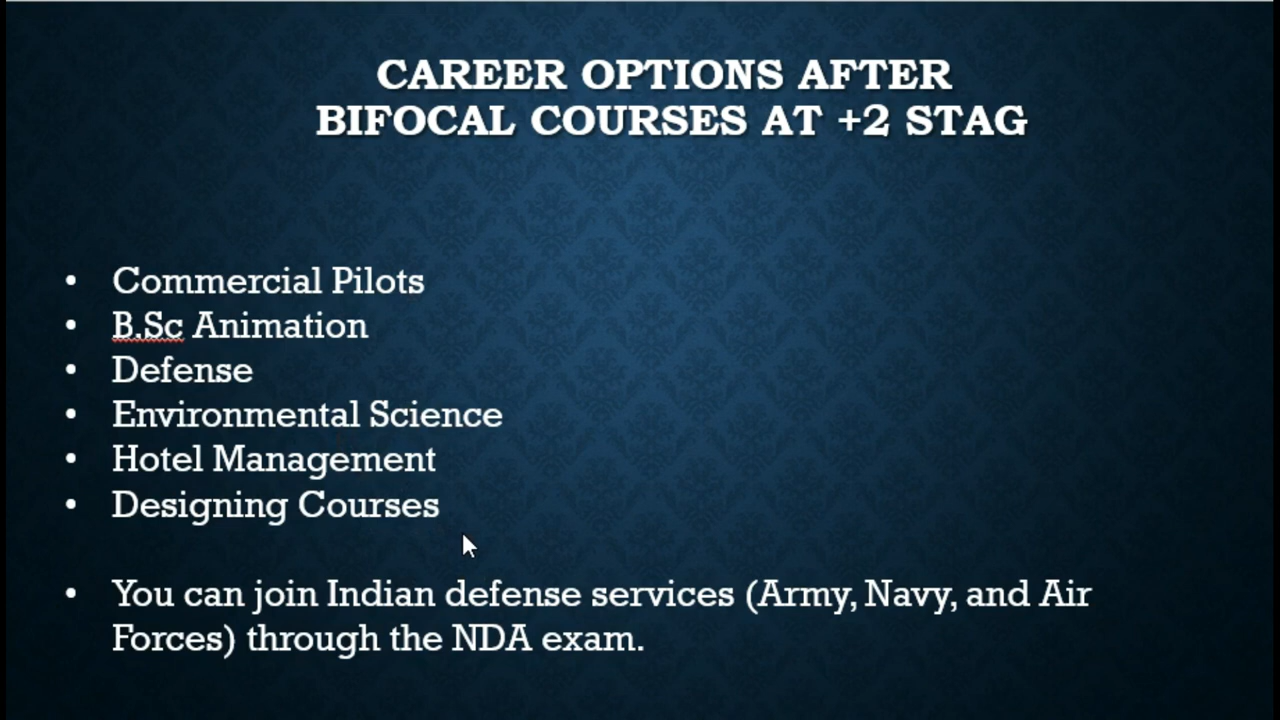 CAREER OPTIONS AFTER
BIFOCAL COURSES AT +2 STAG
• Commercial Pilots
• B.Sc Animation
• Defense
• Environmental Science
• Hotel Management
• Designing Courses
• You can join Indian defense services (Army, Navy, and Air
Forces) through the NDA exam.